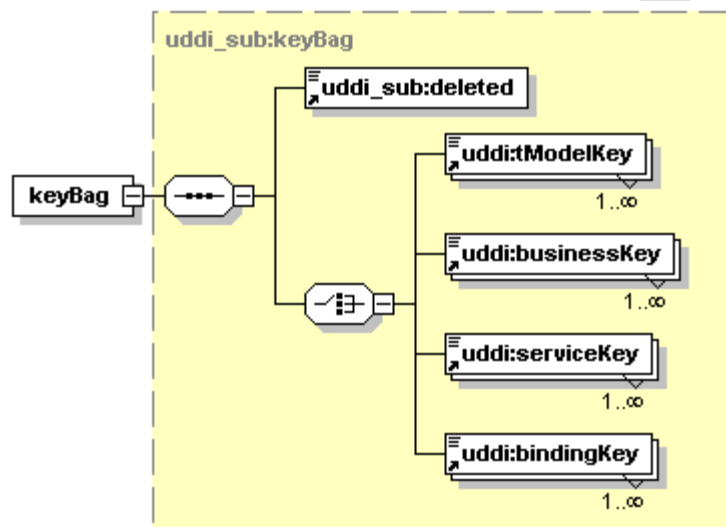 uddi_sub:keyBag
uddi_sub:deleted
uddi:tModelKey
1..∞
keyBag
uddi:businessKey
1..∞
uddi:serviceKey
1..∞
uddi:bindingKey
1..∞